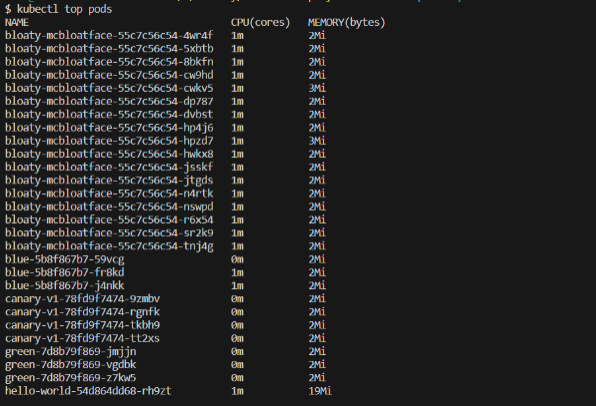 $ kubectl top pods
NAME CPU(cores) MEMORY(bytes)
bloaty-mcbloatface-55c7c56c54-4wr4f 1m 2Mi
bloaty-mcbloatface-55c7c56c54-5xbtb 1m 2Mi
bloaty-mcbloatface-55c7c56c54-8bkfn 1m 2Mi
bloaty-mcbloatface-55c7c56c54-cw9hd 1m 2Mi
bloaty-mcbloatface-55c7c56c54-cwkv5 1m 3Mi
bloaty-mcbloatface-55c7c56c54-dp787 1m 2Mi
bloaty-mcbloatface-55c7c56c54-dvbst 1m 2Mi
bloaty-mcbloatface-55c7c56c54-hp4j6 1m 2Mi
bloaty-mcbloatface-55c7c56c54-hpzd7 1m 3Mi
bloaty-mcbloatface-55c7c56c54-hwkx8 1m 2Mi
bloaty-mcbloatface-55c7c56c54-jsskf 1m 2Mi
bloaty-mcbloatface-55c7c56c54-jtgds 1m 2Mi
bloaty-mcbloatface-55c7c56c54-n4rtk 1m 2Mi
bloaty-mcbloatface-55c7c56c54-nswpd 1m 2Mi
bloaty-mcbloatface-55c7c56c54-r6x54 1m 2Mi
bloaty-mcbloatface-55c7c56c54-sr2k9 1m 2Mi
bloaty-mcbloatface-55c7c56c54-tnj4g 1m 2Mi
blue-5b8f867b7-59vcg 0m 2Mi
blue-5b8f867b7-fr8kd 1m 2Mi
blue-5b8f867b7-j4nkk 1m 2Mi
canary-v1-78fd9f7474-9zmbv 0m 2Mi
canary-v1-78fd9f7474-rgnfk 0m 2Mi
canary-v1-78fd9f7474-tkbh9 0m 2Mi
canary-v1-78fd9f7474-tt2xs 0m 2Mi
green-7d8b79f869-jmjjn 0m 2Mi
green-7d8b79f869-vgdbk 0m 2Mi
green-7d8b79f869-z7kw5 0m 2Mi
hello-world-54d864dd68-rh9zt 1m 19Mi